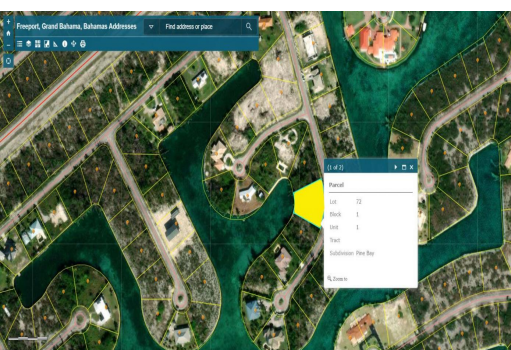 Freeport, Grand Bahama, Bahamas Addresses
Find address or place
(1 of 2)
Parcel
Lot 72
Block 1
Unit 1
Tract
Subdivision Pine Bay
Zoom to